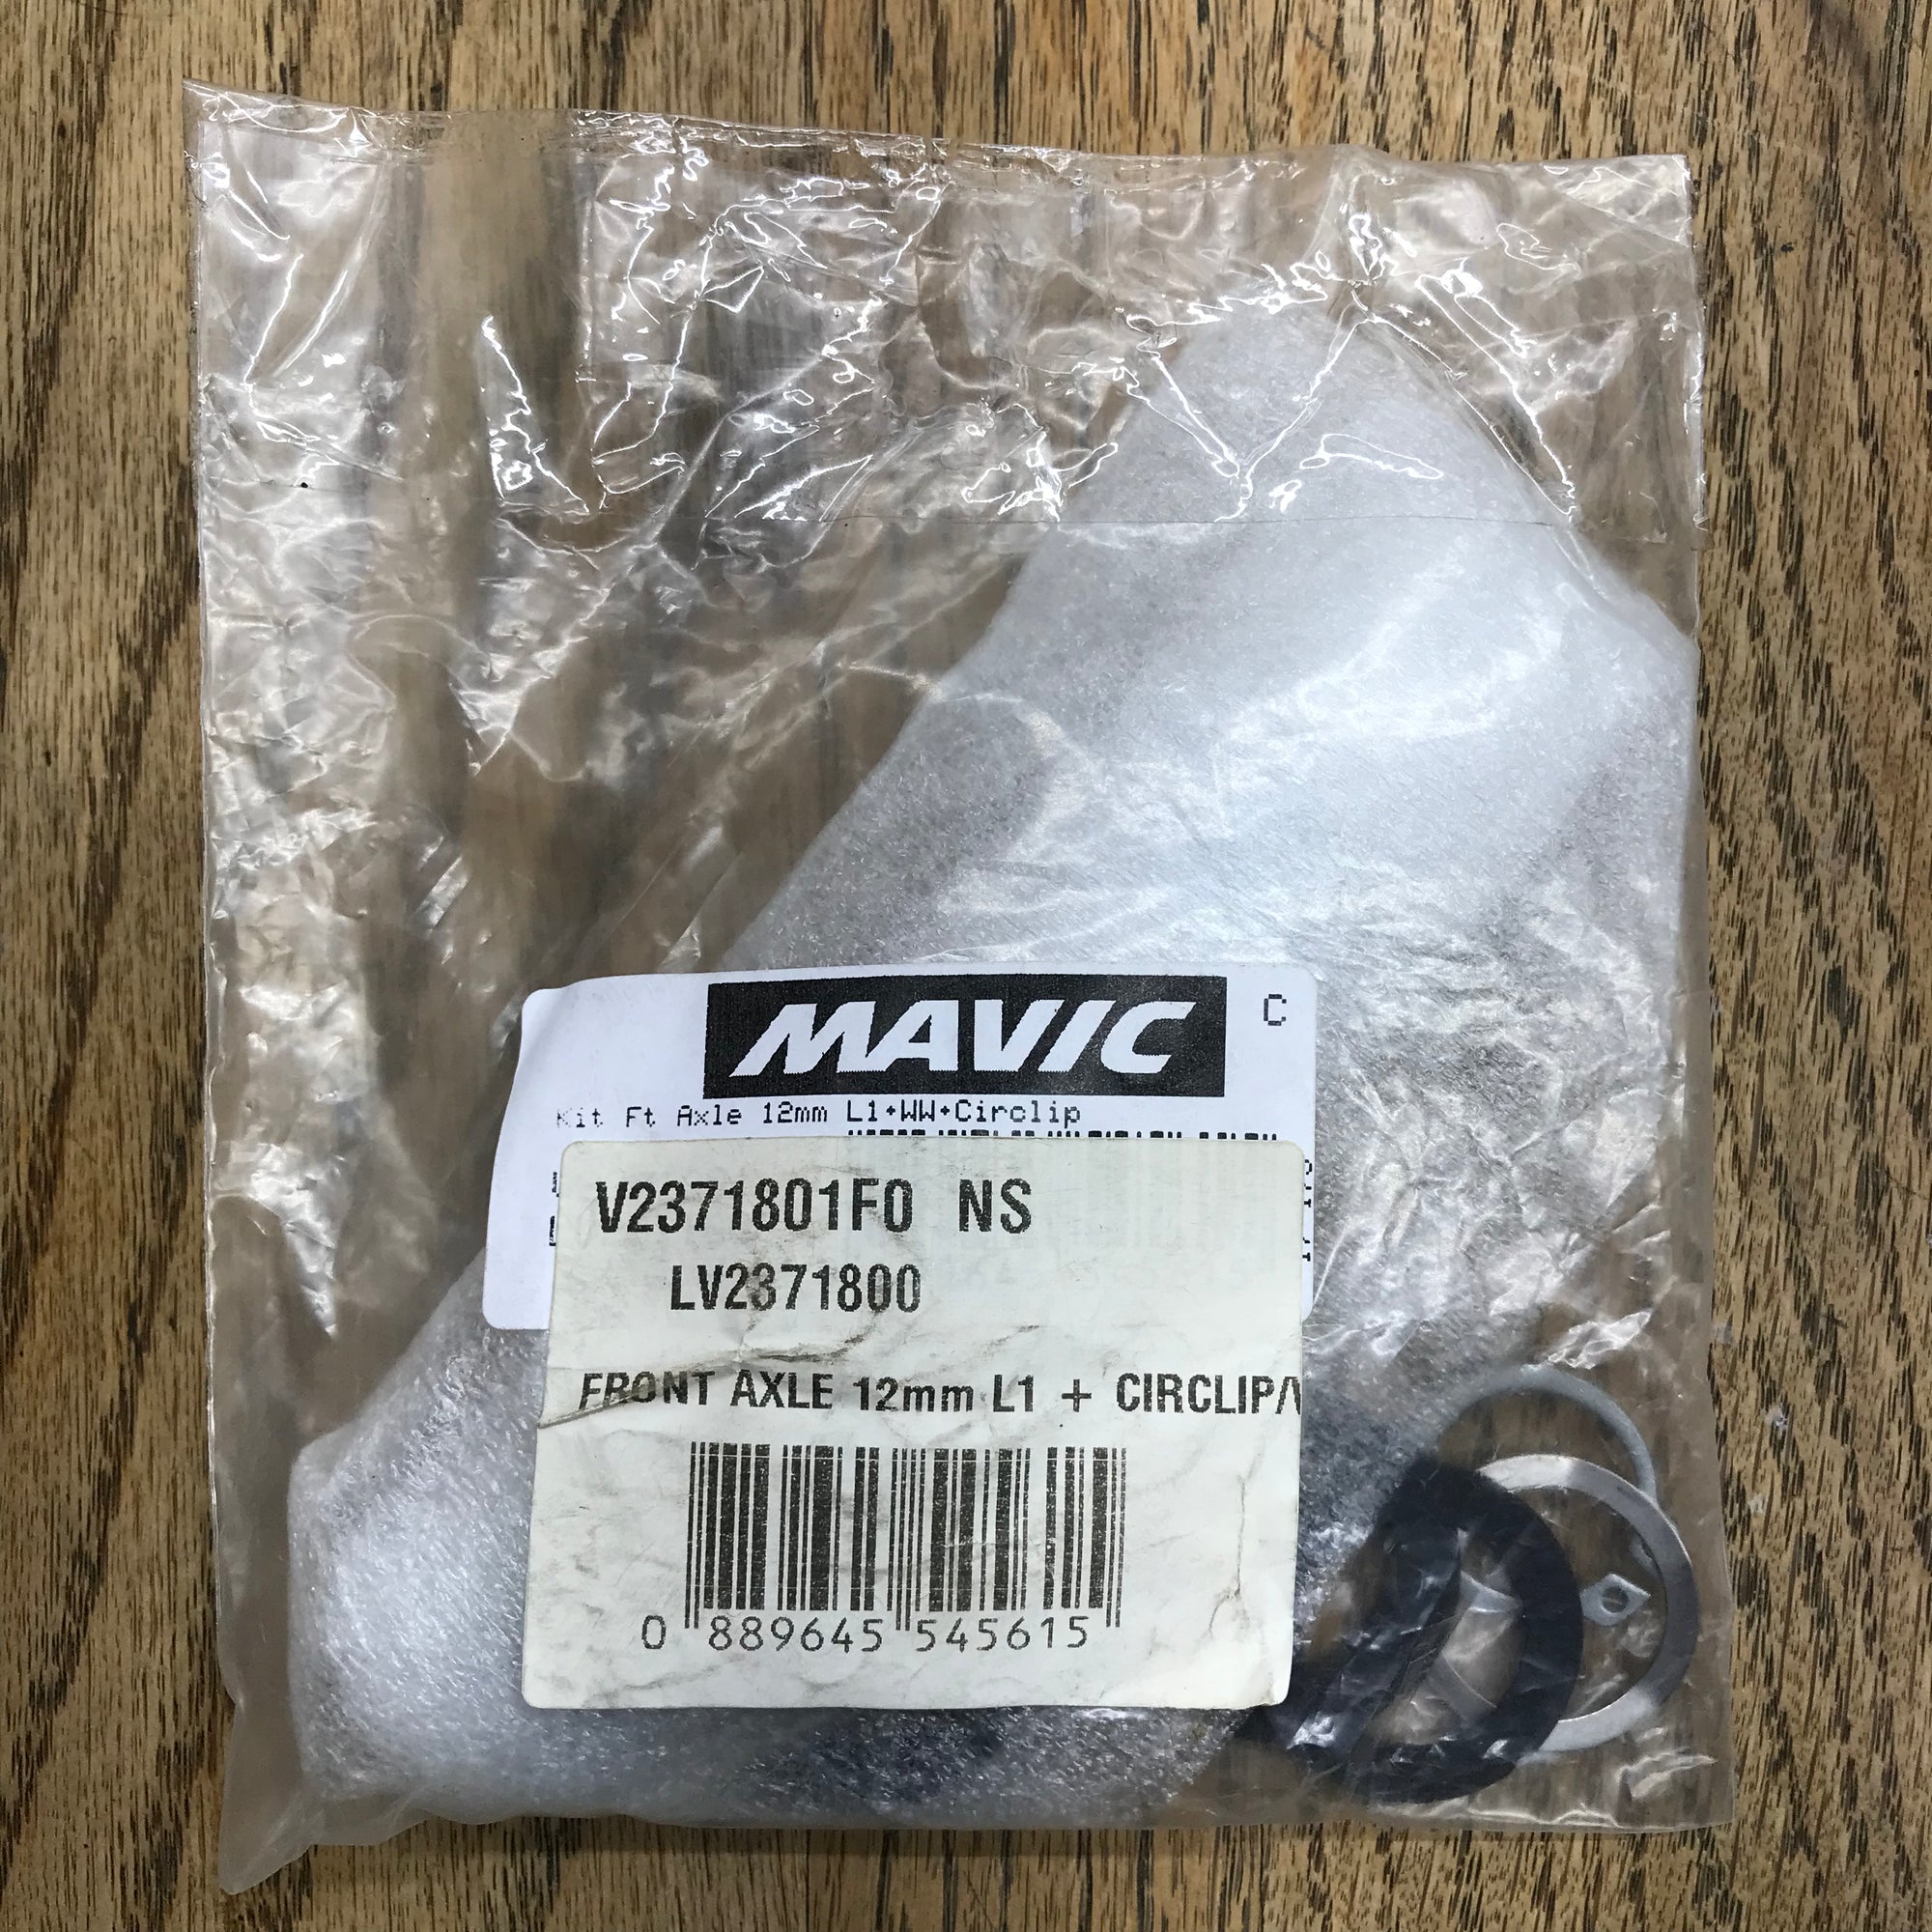 MAVIC C
Kit Ft Axle 12mm L1+WW+Circlip
V2371801F0 NS
LV2371800
FRONT AXLE 12mm L1 + CIRCLIP/
0 889645 545615